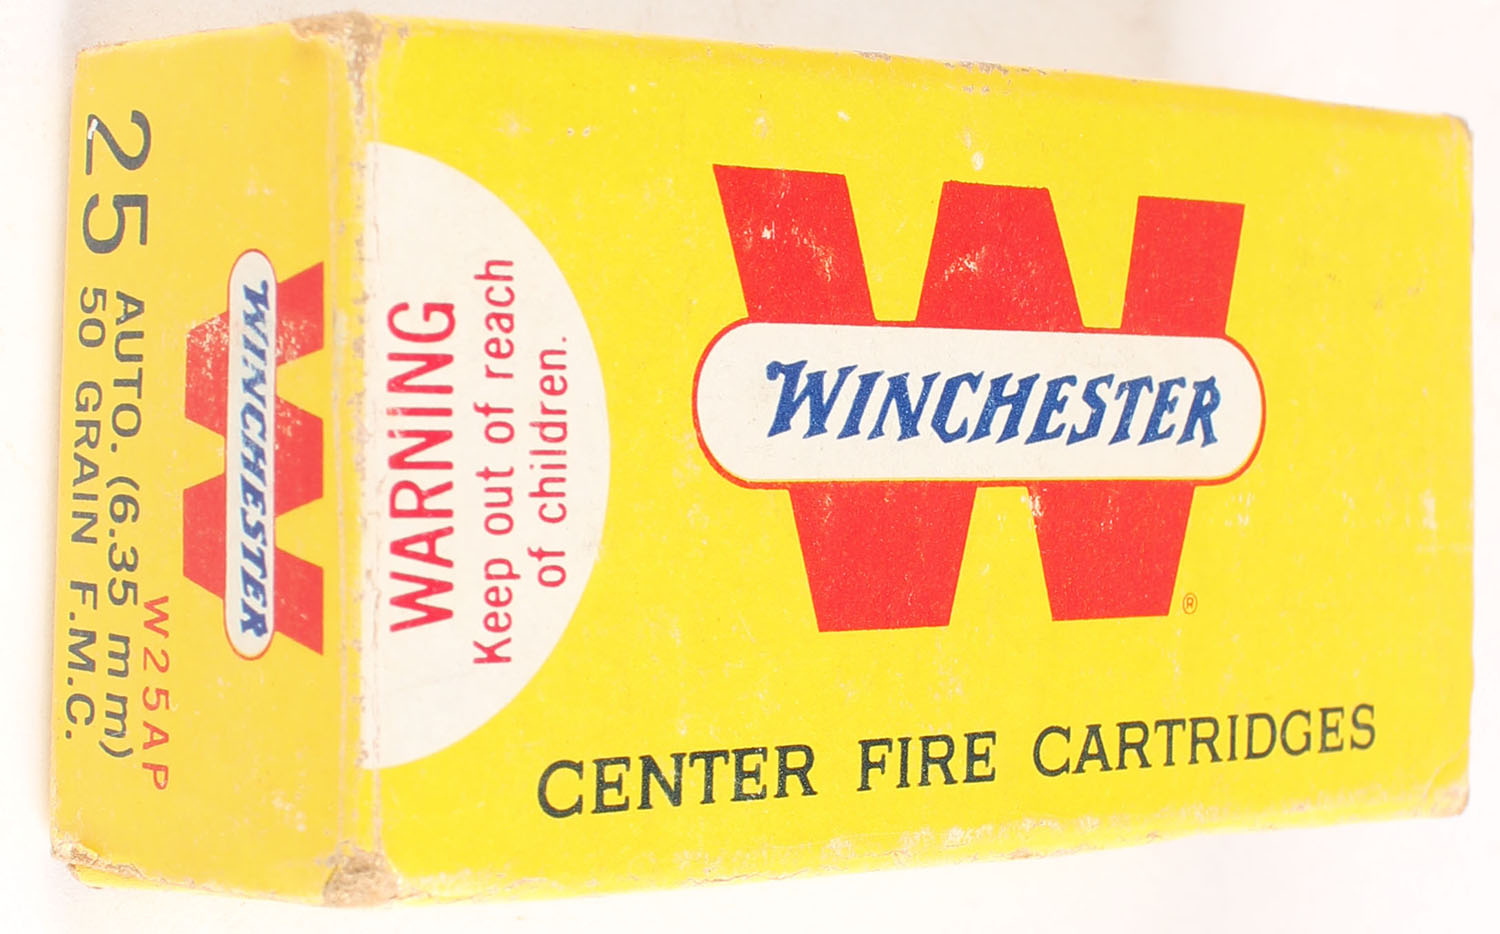 WINCHESTER
®
CENTER FIRE CARTRIDGES
WARNING
Keep out of reach
of children.
WINCHESTER
W25AP
25 AUTO. (6.35 mm)
50 GRAIN F.M.C.